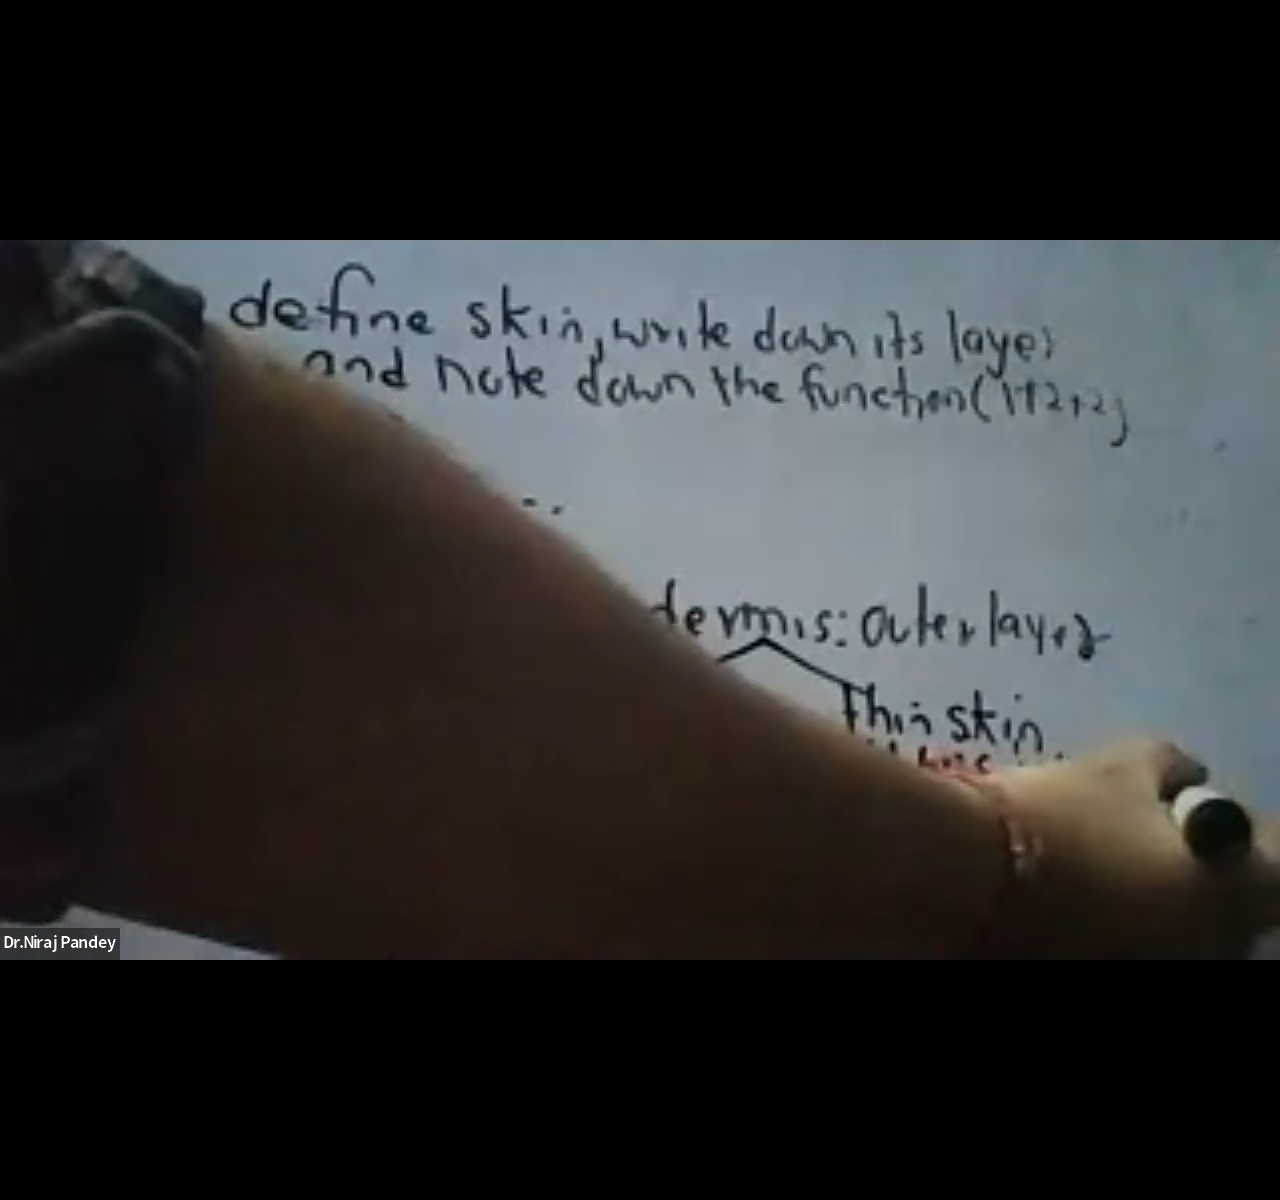 define skin, write down its layer
and note down the function (1+2+2)
dermis: Outer layer
Thin skin
Dr.Niraj Pandey